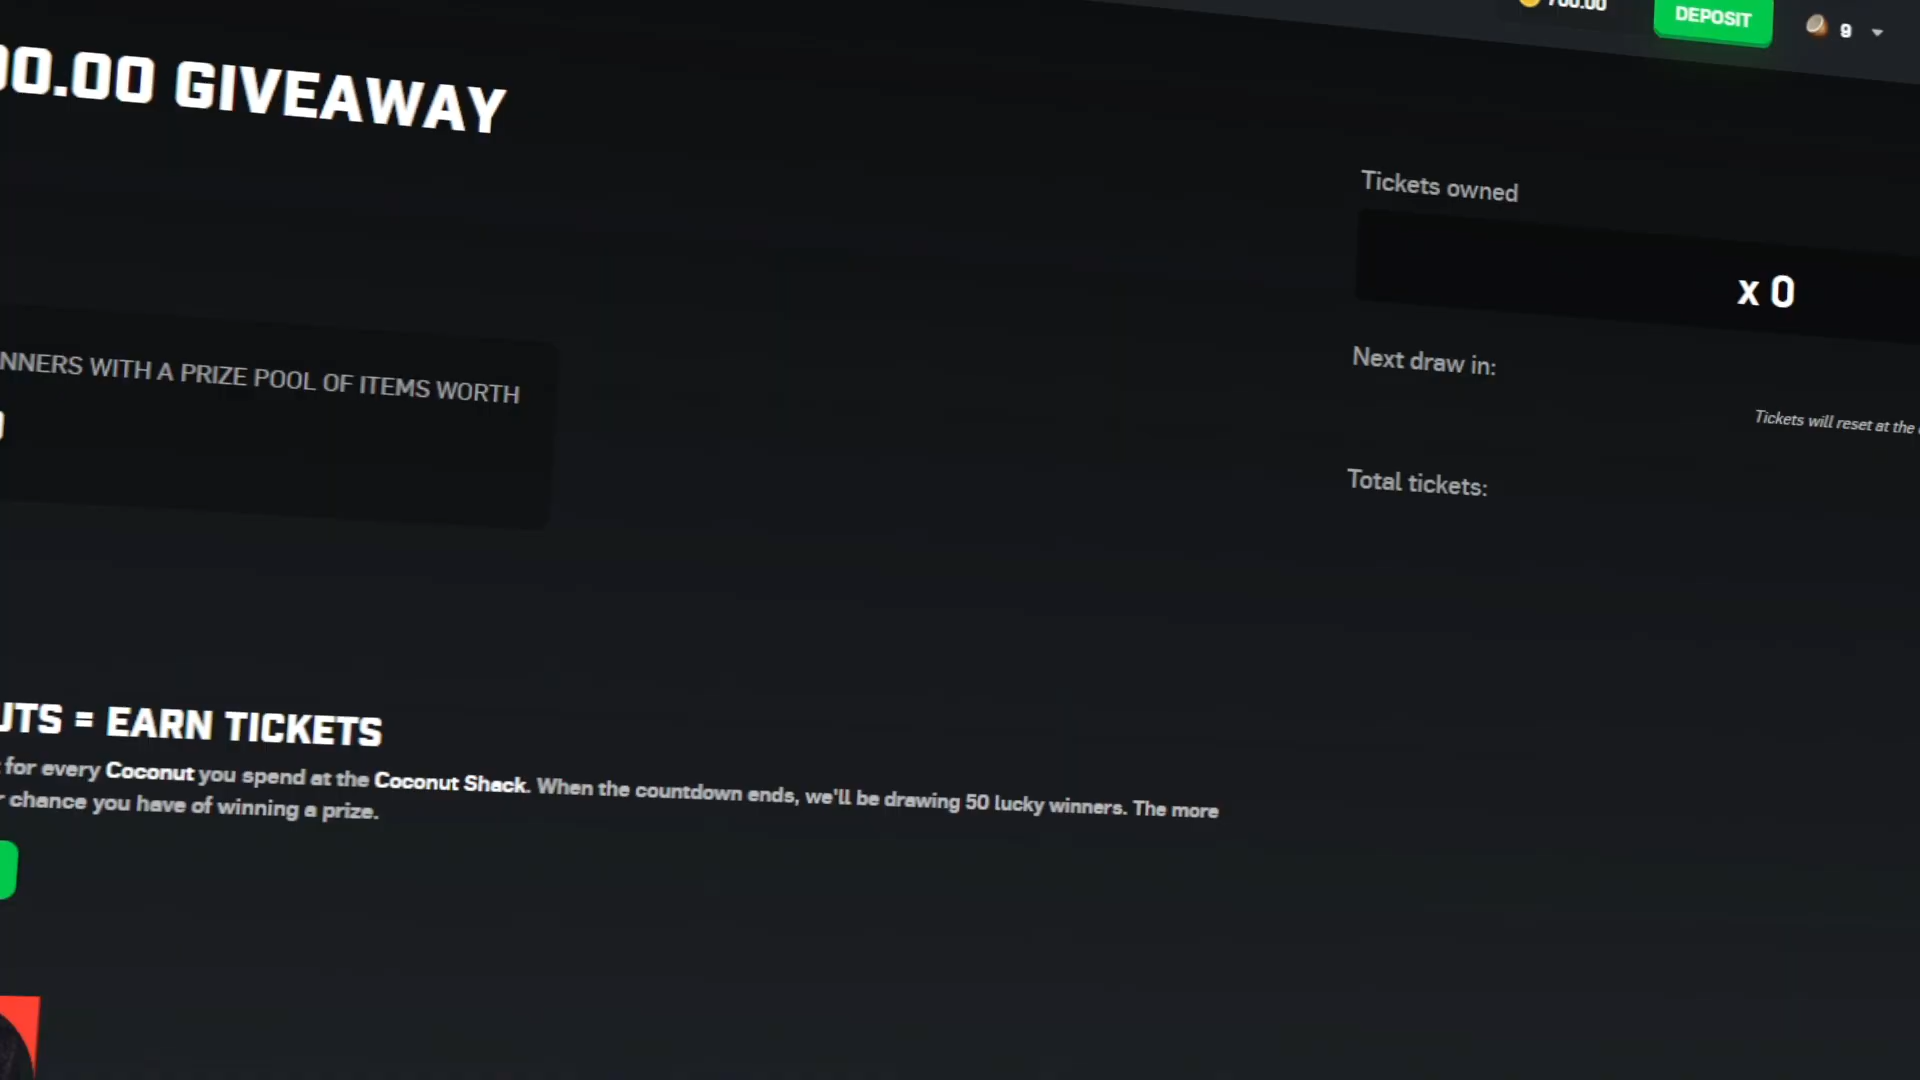 DEPOSIT
9
00.00 GIVEAWAY
Tickets owned
x 0
NNERS WITH A PRIZE POOL OF ITEMS WORTH
Next draw in:
Tickets will reset at the
Total tickets:
UTS = EARN TICKETS
for every Coconut you spend at the Coconut Shack. When the countdown ends, we'll be drawing 50 lucky winners. The more
chance you have of winning a prize.